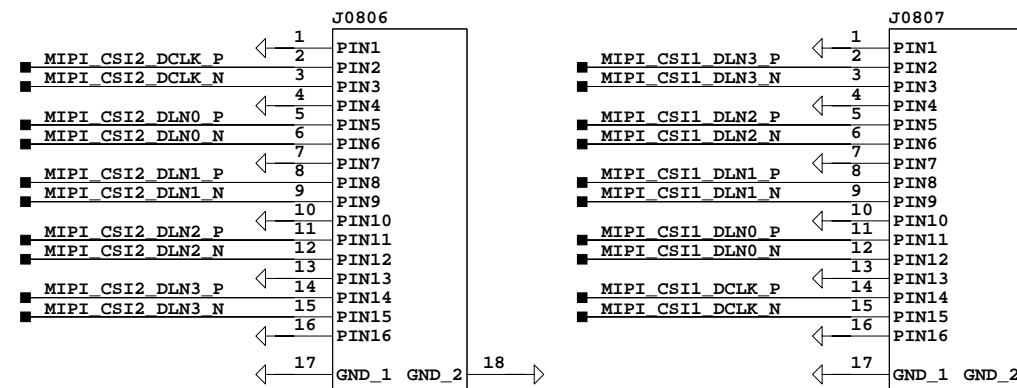 J0806
1 PIN1
MIPI_CSI2_DCLK_P 2 PIN2
MIPI_CSI2_DCLK_N 3 PIN3
4 PIN4
MIPI_CSI2_DLN0_P 5 PIN5
MIPI_CSI2_DLN0_N 6 PIN6
7 PIN7
MIPI_CSI2_DLN1_P 8 PIN8
MIPI_CSI2_DLN1_N 9 PIN9
10 PIN10
MIPI_CSI2_DLN2_P 11 PIN11
MIPI_CSI2_DLN2_N 12 PIN12
13 PIN13
MIPI_CSI2_DLN3_P 14 PIN14
MIPI_CSI2_DLN3_N 15 PIN15
16 PIN16
17 GND_1 GND_2 18
J0807
1 PIN1
MIPI_CSI1_DLN3_P 2 PIN2
MIPI_CSI1_DLN3_N 3 PIN3
4 PIN4
MIPI_CSI1_DLN2_P 5 PIN5
MIPI_CSI1_DLN2_N 6 PIN6
7 PIN7
MIPI_CSI1_DLN1_P 8 PIN8
MIPI_CSI1_DLN1_N 9 PIN9
10 PIN10
MIPI_CSI1_DLN0_P 11 PIN11
MIPI_CSI1_DLN0_N 12 PIN12
13 PIN13
MIPI_CSI1_DCLK_P 14 PIN14
MIPI_CSI1_DCLK_N 15 PIN15
16 PIN16
17 GND_1 GND_2